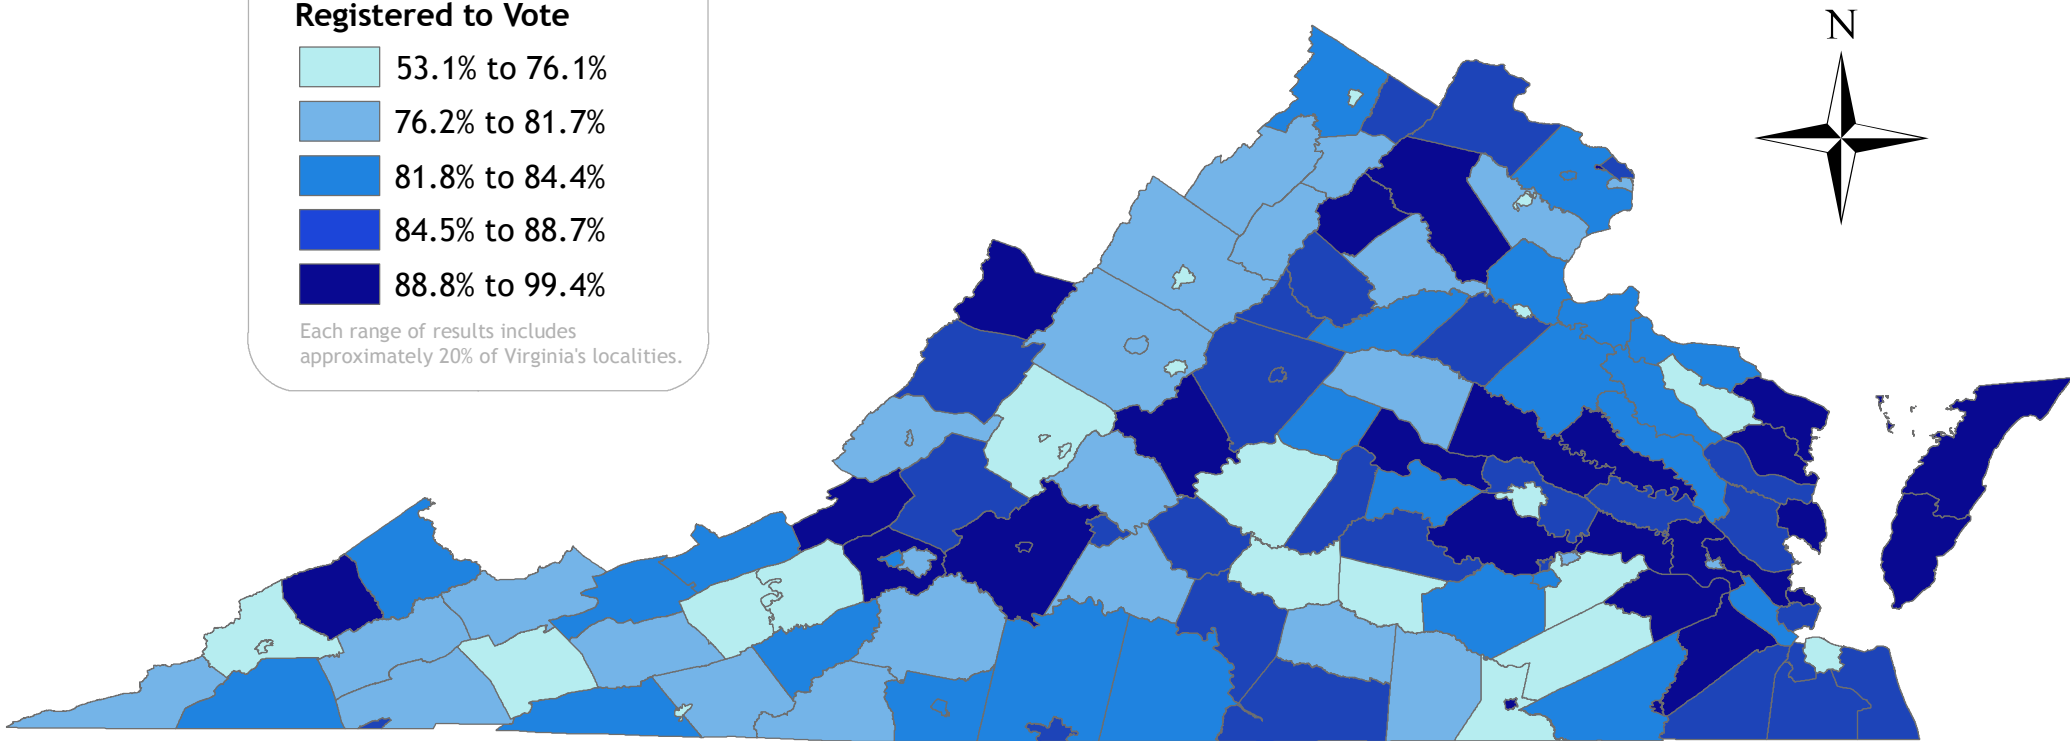 Registered to Vote
53.1% to 76.1%
76.2% to 81.7%
81.8% to 84.4%
84.5% to 88.7%
88.8% to 99.4%
Each range of results includes
approximately 20% of Virginia's localities.
N